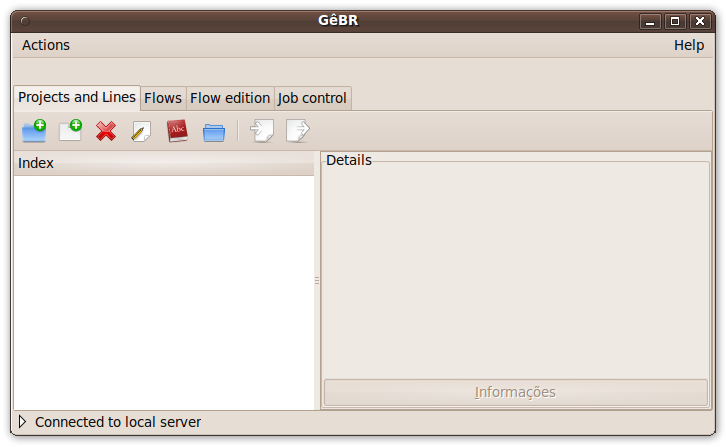 GêBR
Actions Help
Projects and Lines Flows Flow edition Job control
Abc
Index
Details
Informações
Connected to local server